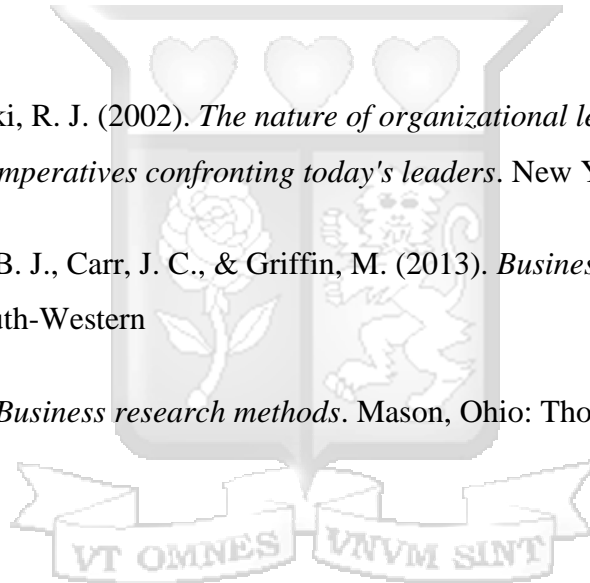 ki, R. J. (2002). The nature of organizational le
mperatives confronting today's leaders. New Y
B. J., Carr, J. C., & Griffin, M. (2013). Busines
uth-Western
Business research methods. Mason, Ohio: Tho
VT OMNES VNVM SINT